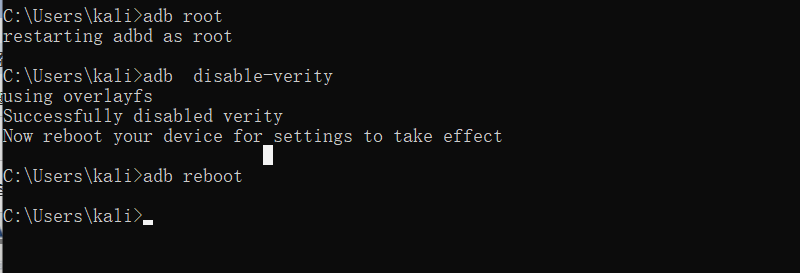 C:\Users\kali>adb root
restarting adbd as root
C:\Users\kali>adb  disable-verity
using overlayfs
Successfully disabled verity
Now reboot your device for settings to take effect
C:\Users\kali>adb reboot
C:\Users\kali>